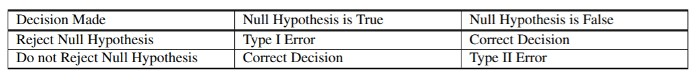 Decision Made Null Hypothesis is True Null Hypothesis is False
Reject Null Hypothesis Type I Error Correct Decision
Do not Reject Null Hypothesis Correct Decision Type II Error